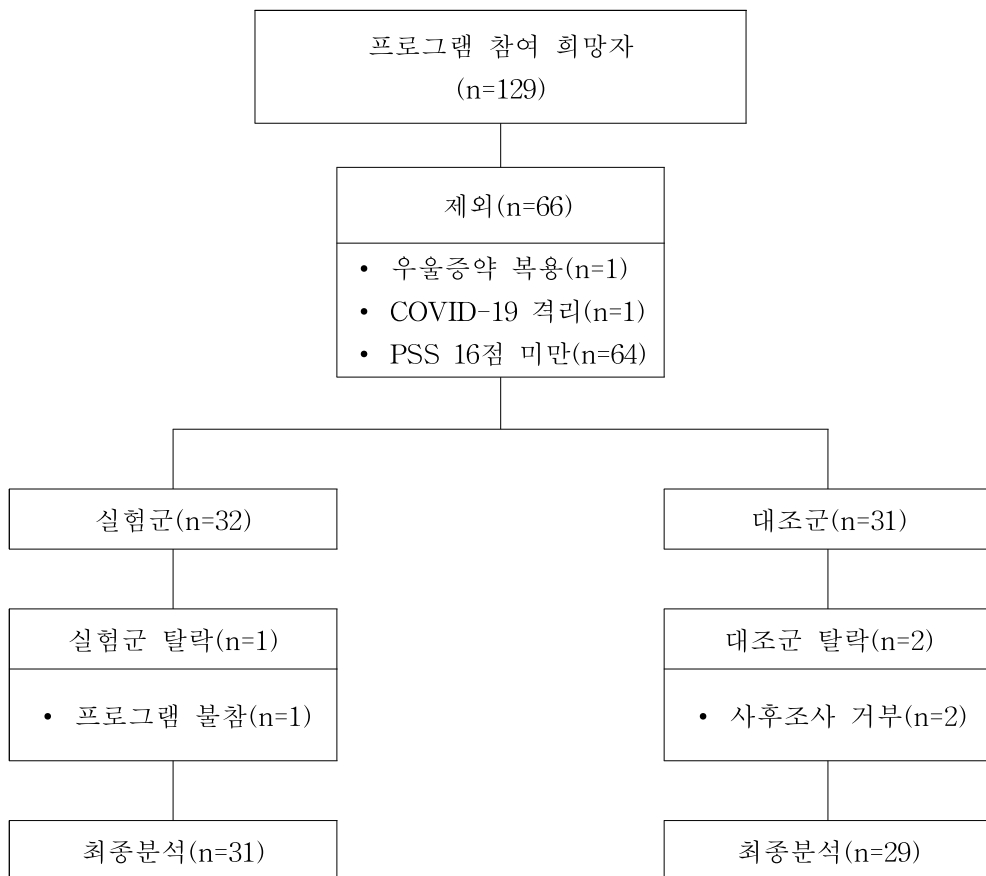 프로그램 참여 희망자
(n=129)
제외(n=66)
• 우울증약 복용(n=1)
• COVID-19 격리(n=1)
• PSS 16점 미만(n=64)
실험군(n=32)
대조군(n=31)
실험군 탈락(n=1)
• 프로그램 불참(n=1)
대조군 탈락(n=2)
• 사후조사 거부(n=2)
최종분석(n=31)
최종분석(n=29)